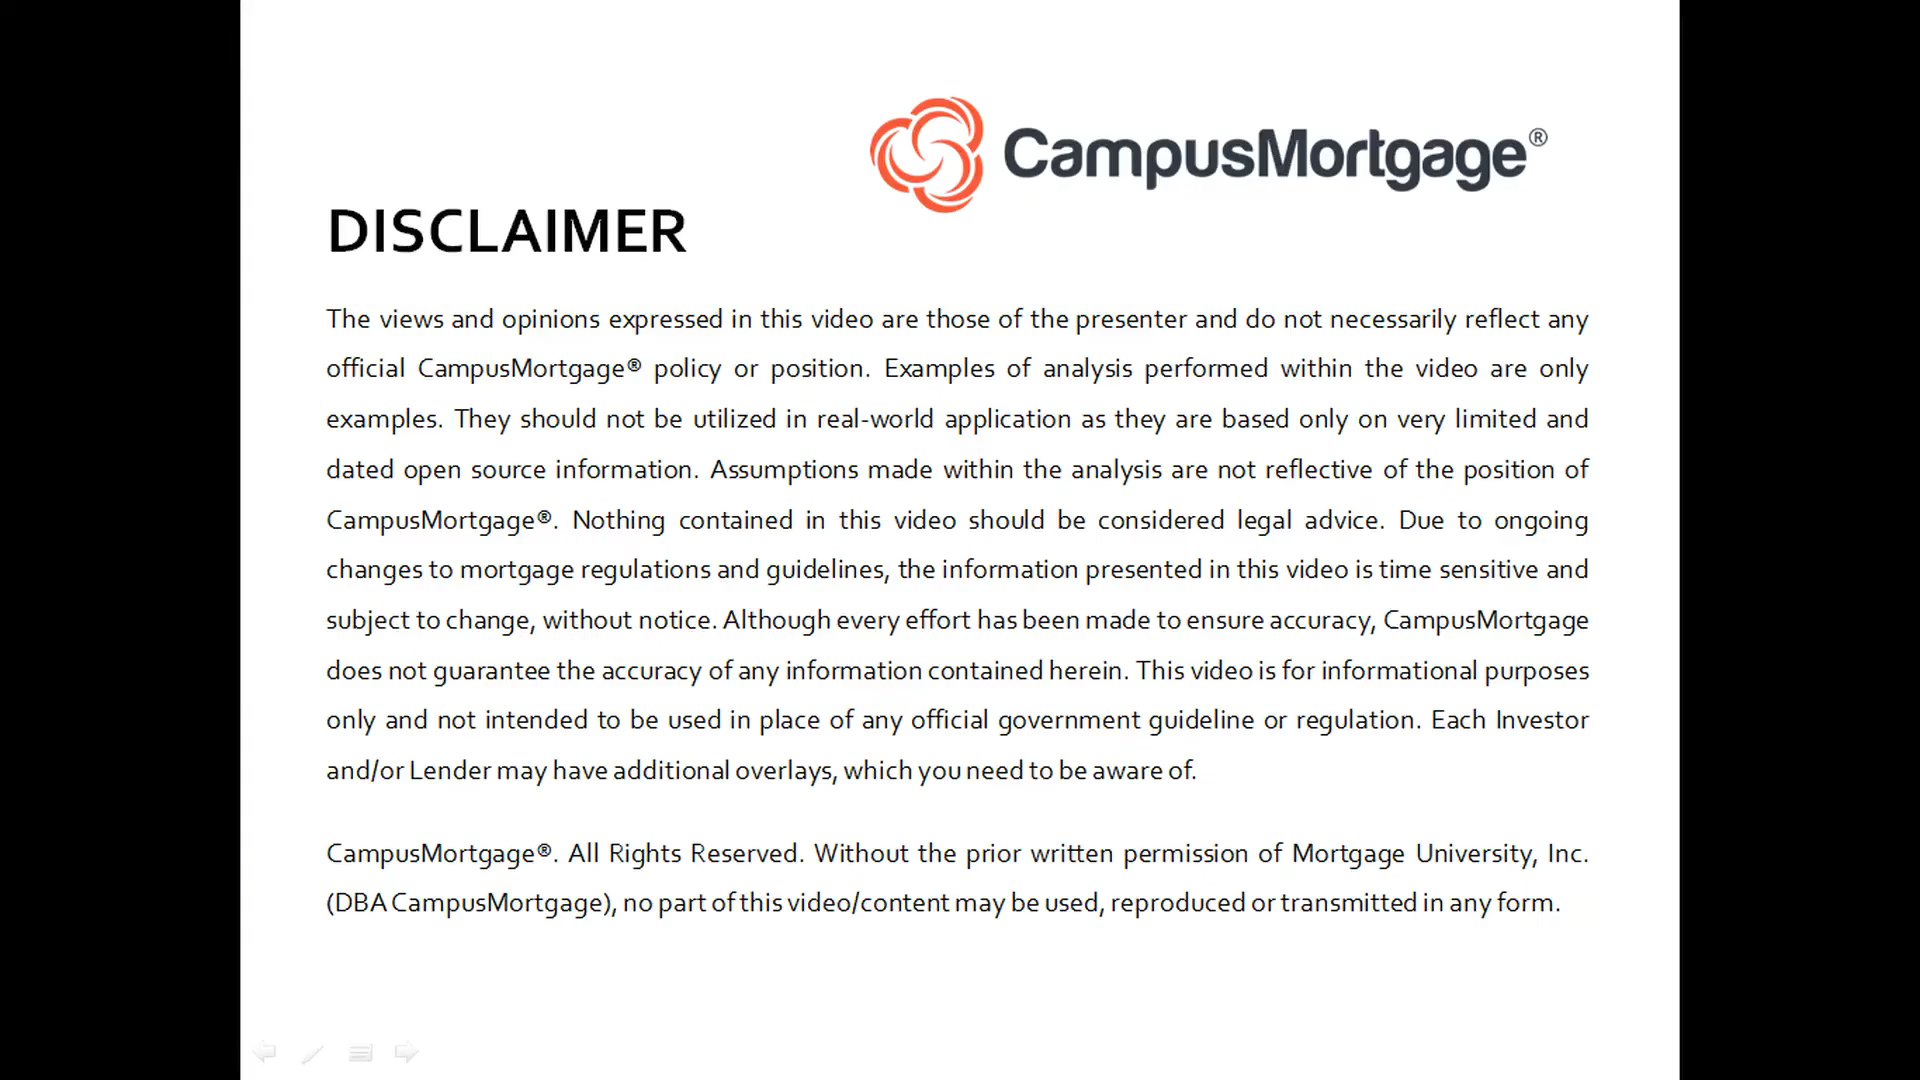 CampusMortgage®
DISCLAIMER
The views and opinions expressed in this video are those of the presenter and do not necessarily reflect any
official CampusMortgage® policy or position. Examples of analysis performed within the video are only
examples. They should not be utilized in real-world application as they are based only on very limited and
dated open source information. Assumptions made within the analysis are not reflective of the position of
CampusMortgage®. Nothing contained in this video should be considered legal advice. Due to ongoing
changes to mortgage regulations and guidelines, the information presented in this video is time sensitive and
subject to change, without notice. Although every effort has been made to ensure accuracy, CampusMortgage
does not guarantee the accuracy of any information contained herein. This video is for informational purposes
only and not intended to be used in place of any official government guideline or regulation. Each Investor
and/or Lender may have additional overlays, which you need to be aware of.
CampusMortgage®. All Rights Reserved. Without the prior written permission of Mortgage University, Inc.
(DBA CampusMortgage), no part of this video/content may be used, reproduced or transmitted in any form.